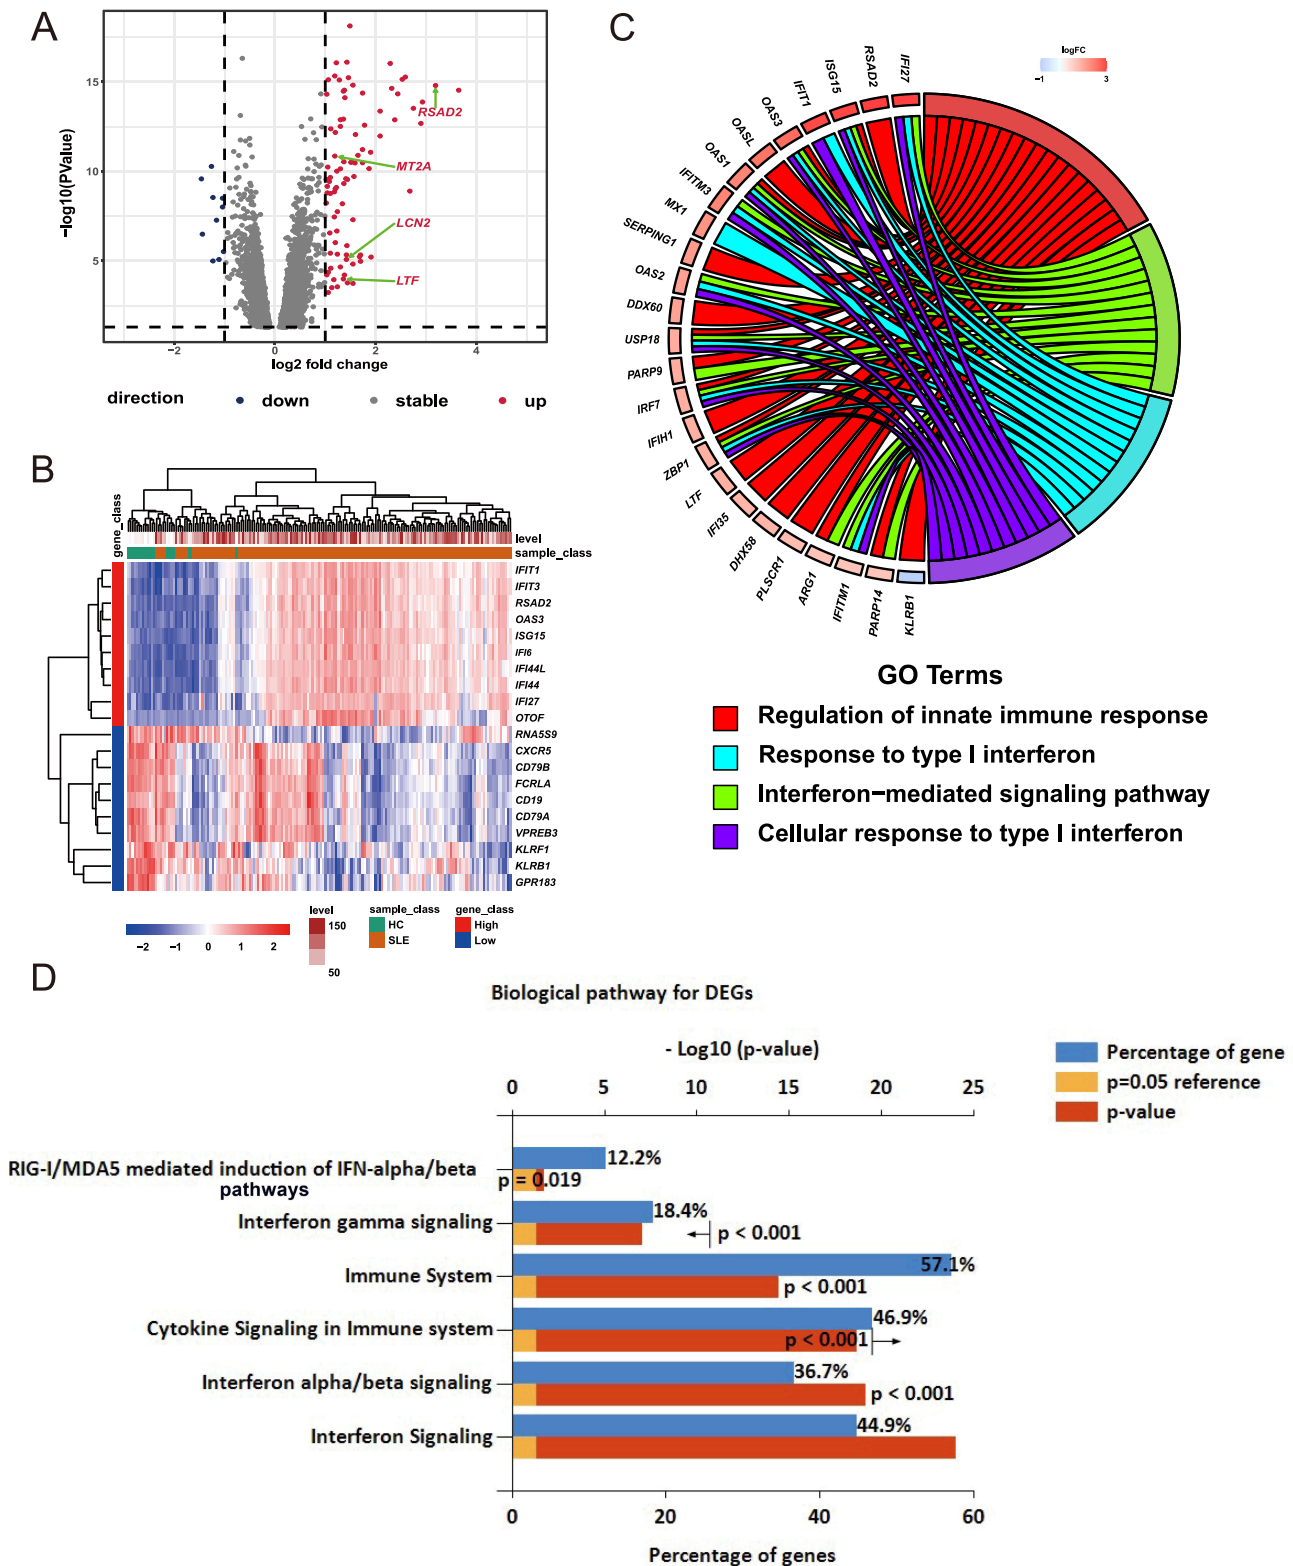 A
15
10
5
−log10(PValue)
RSAD2
MT2A
LCN2
LTF
−2
0
2
4
log2 fold change
direction
down
stable
up
B
gene_class
level
sample_class
IFIT1
IFIT3
RSAD2
OAS3
ISG15
IFI6
IFI44L
IFI44
IFI27
OTOF
RNA5S9
CXCR5
CD79B
FCRLA
CD19
CD79A
VPREB3
KLRF1
KLRB1
GPR183
−2 −1 0 1 2
level
150
50
sample_class
HC
SLE
gene_class
High
Low
C
logFC
−1
3
IFI27
RSAD2
ISG15
IFIT1
OAS3
OASL
OAS1
IFITM3
MX1
SERPING1
OAS2
DDX60
USP18
PARP9
IRF7
IFIH1
ZBP1
LTF
IFI35
DHX58
PLSCR1
ARG1
IFITM1
PARP14
KLRB1
GO Terms
Regulation of innate immune response
Response to type I interferon
Interferon−mediated signaling pathway
Cellular response to type I interferon
D
Biological pathway for DEGs
- Log10 (p-value)
0 5 10 15 20 25
Percentage of gene
p=0.05 reference
p-value
RIG-I/MDA5 mediated induction of IFN-alpha/beta
pathways
12.2%
p = 0.019
Interferon gamma signaling
18.4%
p < 0.001
Immune System
57.1%
p < 0.001
Cytokine Signaling in Immune system
46.9%
p < 0.001
Interferon alpha/beta signaling
36.7%
p < 0.001
Interferon Signaling
44.9%
0 20 40 60
Percentage of genes